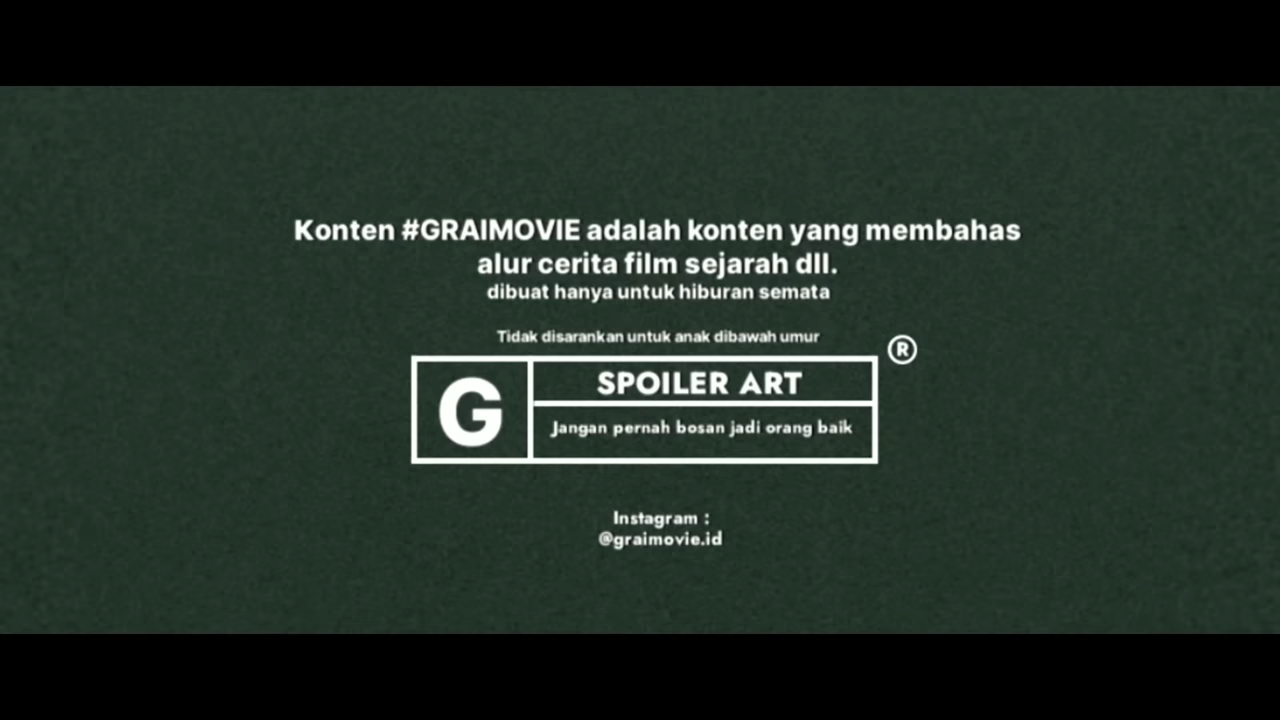 Konten #GRAIMOVIE adalah konten yang membahas
alur cerita film sejarah dll.
dibuat hanya untuk hiburan semata
Tidak disarankan untuk anak dibawah umur
®
G
SPOILER ART
Jangan pernah bosan jadi orang baik
Instagram :
@graimovie.id